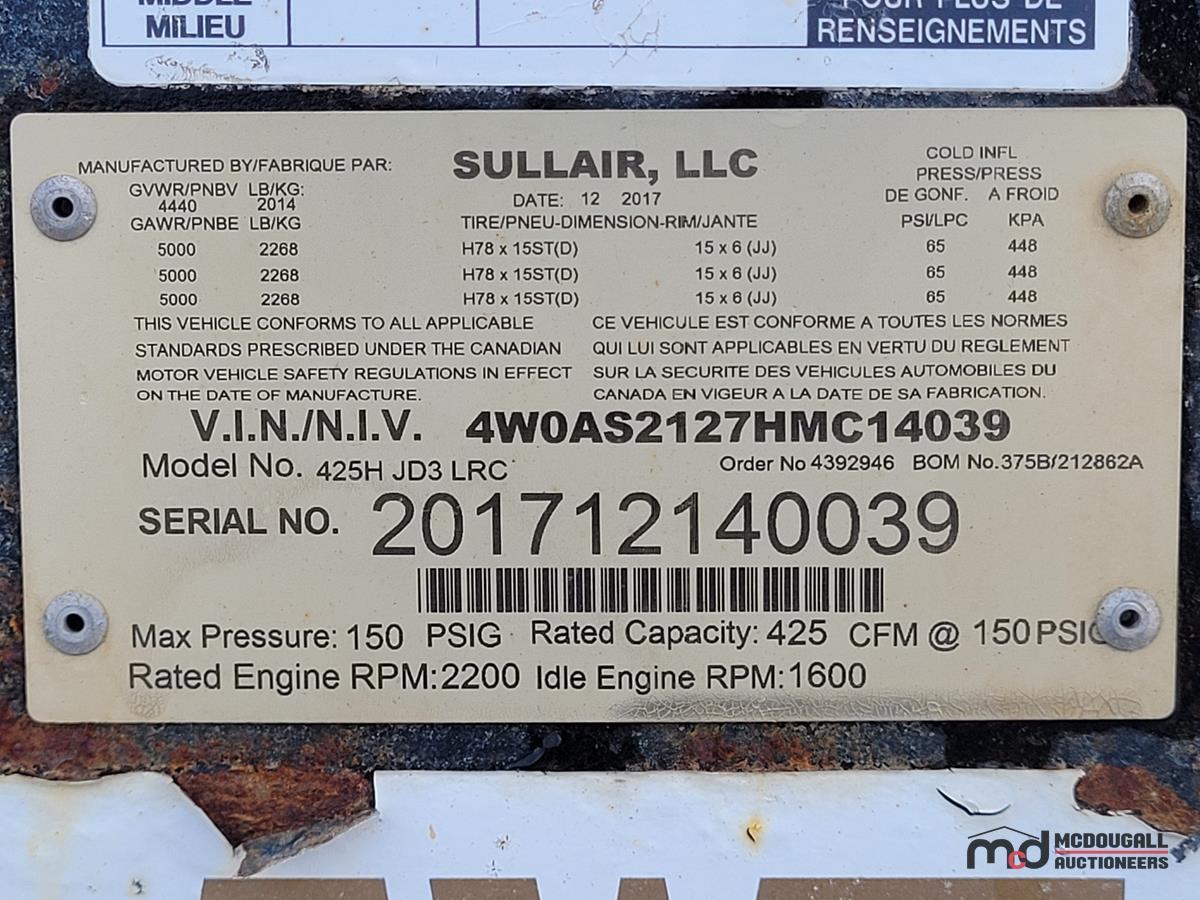 MIDDLE
MILIEU
POUR PLUS DE
RENSEIGNEMENTS
MANUFACTURED BY/FABRIQUE PAR: SULLAIR, LLC
COLD INFL
PRESS/PRESS
GVWR/PNBV LB/KG: DATE: 12 2017 DE GONF. A FROID
4440 2014
GAWR/PNBE LB/KG TIRE/PNEU-DIMENSION-RIM/JANTE PSI/LPC KPA
5000 2268 H78 x 15ST(D) 15 x 6 (JJ) 65 448
5000 2268 H78 x 15ST(D) 15 x 6 (JJ) 65 448
5000 2268 H78 x 15ST(D) 15 x 6 (JJ) 65 448
THIS VEHICLE CONFORMS TO ALL APPLICABLE
STANDARDS PRESCRIBED UNDER THE CANADIAN
MOTOR VEHICLE SAFETY REGULATIONS IN EFFECT
ON THE DATE OF MANUFACTURE.
CE VEHICULE EST CONFORME A TOUTES LES NORMES
QUI LUI SONT APPLICABLES EN VERTU DU REGLEMENT
SUR LA SECURITE DES VEHICULES AUTOMOBILES DU
CANADA EN VIGEUR A LA DATE DE SA FABRICATION.
V.I.N./N.I.V. 4W0AS2127HMC14039
Model No. 425H JD3 LRC Order No 4392946 BOM No.375B/212862A
SERIAL NO. 201712140039
Max Pressure: 150 PSIG Rated Capacity: 425 CFM @ 150 PSIG
Rated Engine RPM:2200 Idle Engine RPM:1600
mcd MCDOUGALL
AUCTIONEERS